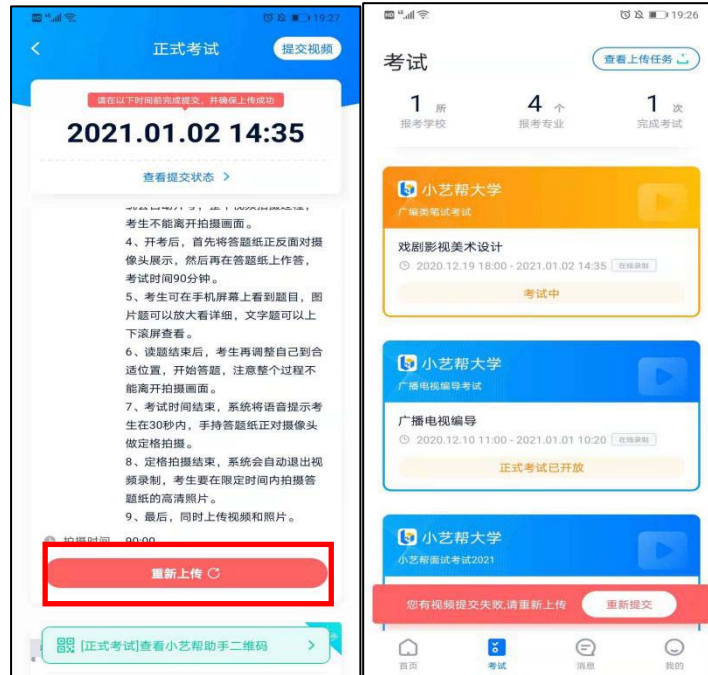 HD 19:27
正式考试
提交视频
请在以下时间前完成提交，并确保上传成功
2021.01.02 14:35
查看提交状态 >
考生不能离开拍摄画面。
4、开考后，首先将答题纸正反面对摄
像头展示，然后再在答题纸上作答，
考试时间90分钟。
5、考生可在手机屏幕上看到题目，图
片题可以放大看详细，文字题可以上
下滚屏查看。
6、读题结束后，考生再调整自己到合
适位置，开始答题，注意整个过程不
能离开拍摄画面。
7、考试时间结束，系统将语音提示考
生在30秒内，手持答题纸正对摄像头
做定格拍摄。
8、定格拍摄结束，系统会自动退出视
频录制，考生要在限定时间内拍摄答
题纸的高清照片。
9、最后，同时上传视频和照片。
拍摄时间 90:00
重新上传
[正式考试]查看小艺帮助手二维码 >
HD 19:26
考试
查看上传任务
1 所 4 个 1 次
报考学校 报考专业 完成考试
小艺帮大学
广编类笔试考试
戏剧影视美术设计
2020.12.19 18:00 - 2021.01.02 14:35 在线录制
考试中
小艺帮大学
广播电视编导考试
广播电视编导
2020.12.10 11:00 - 2021.01.01 10:20 在线录制
正式考试已开放
小艺帮大学
小艺帮面试考试2021
您有视频提交失败,请重新上传 重新提交
首页 考试 消息 我的